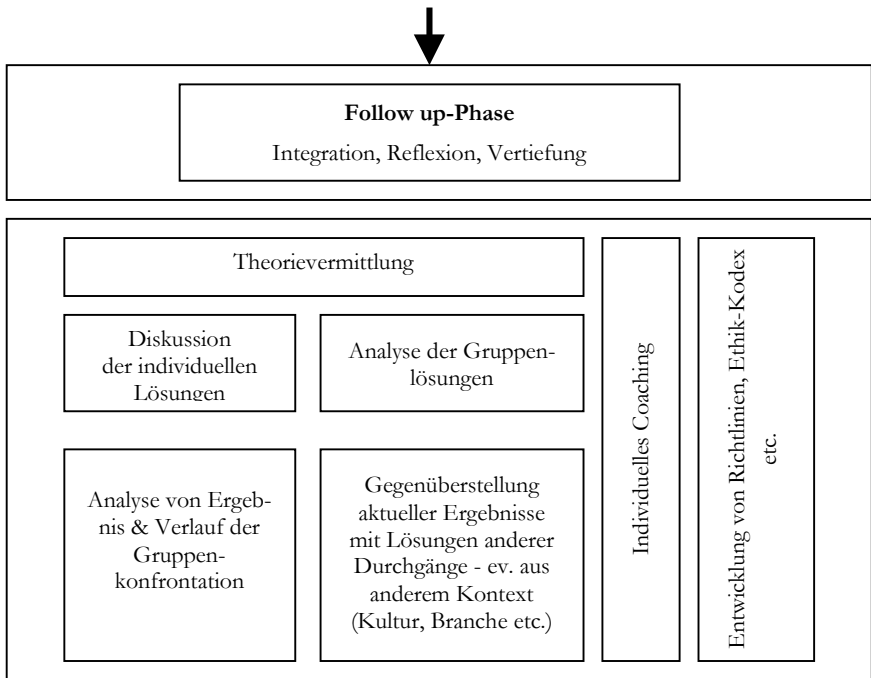 Follow up-Phase
Integration, Reflexion, Vertiefung
Theorievermittlung
Diskussion
der individuellen
Lösungen
Analyse der Gruppen-
lösungen
Analyse von Ergeb-
nis & Verlauf der
Gruppen-
konfrontation
Gegenüberstellung
aktueller Ergebnisse
mit Lösungen anderer
Durchgänge - ev. aus
anderem Kontext
(Kultur, Branche etc.)
Individuelles Coaching
Entwicklung von Richtlinien, Ethik-Kodex
etc.